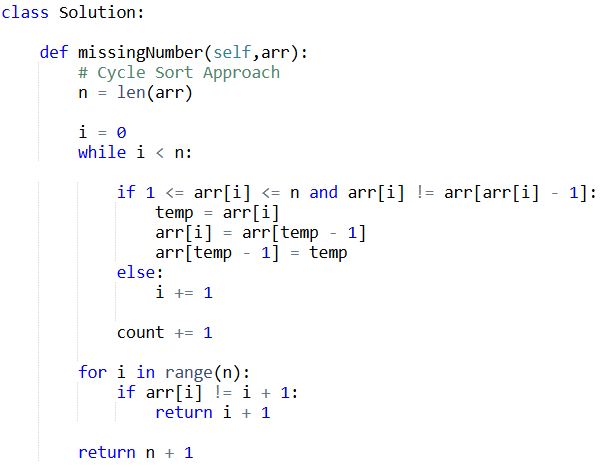 class Solution:
def missingNumber(self,arr):
# Cycle Sort Approach
n = len(arr)
i = 0
while i < n:
if 1 <= arr[i] <= n and arr[i] != arr[arr[i] - 1]:
temp = arr[i]
arr[i] = arr[temp - 1]
arr[temp - 1] = temp
else:
i += 1
count += 1
for i in range(n):
if arr[i] != i + 1:
return i + 1
return n + 1